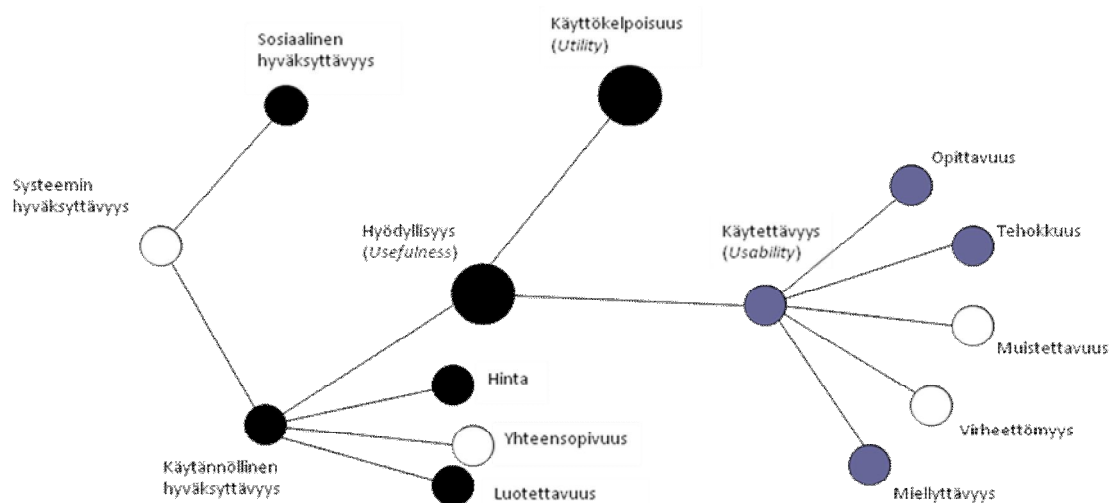 Sosiaalinen
hyväksyttävyys
Käyttökelpoisuus
(Utility)
Systeemin
hyväksyttävyys
Hyödyllisyys
(Usefulness)
Käytettävyys
(Usability)
Opittavuus
Tehokkuus
Muistettavuus
Virheettömyys
Miellyttävyys
Hinta
Yhteensopivuus
Luotettavuus
Käytännöllinen
hyväksyttävyys